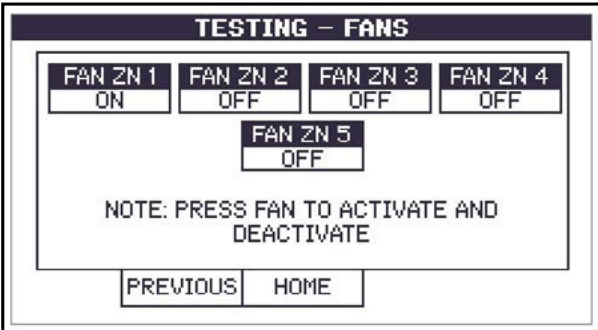 TESTING – FANS
FAN ZN 1 FAN ZN 2 FAN ZN 3 FAN ZN 4
ON OFF OFF OFF
FAN ZN 5
OFF
NOTE: PRESS FAN TO ACTIVATE AND
DEACTIVATE
PREVIOUS HOME